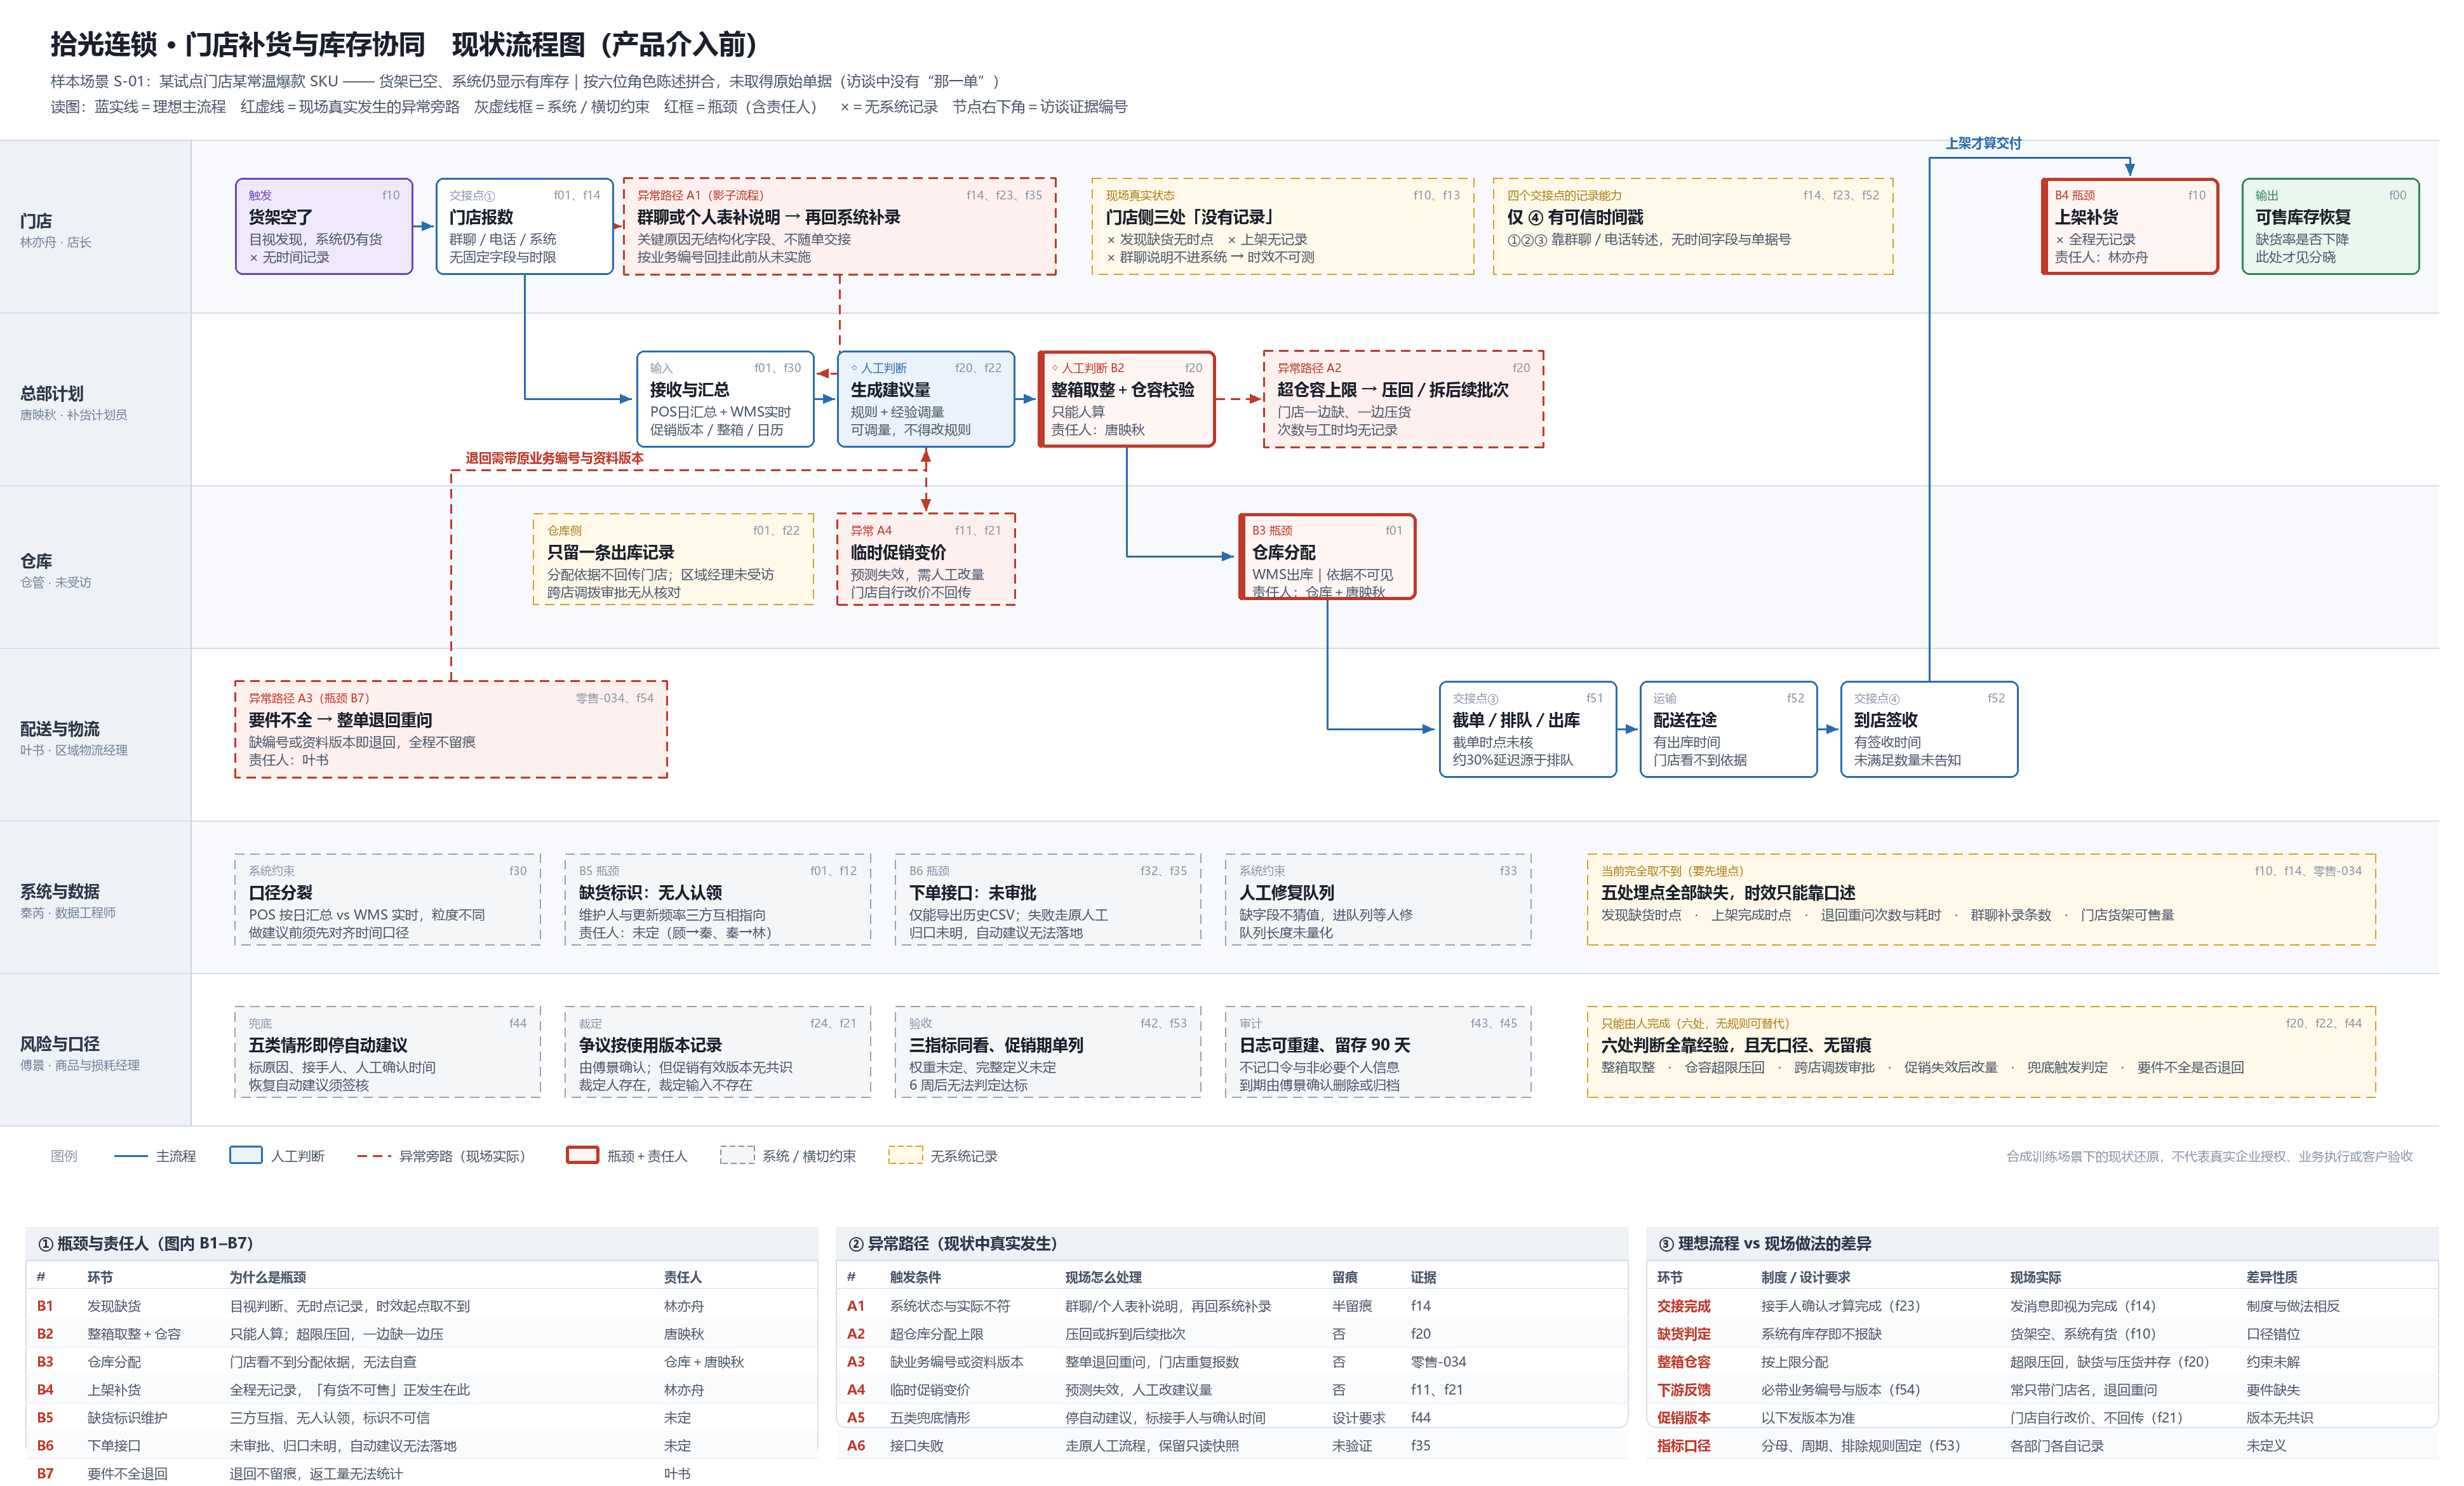 拾光连锁 · 门店补货与库存协同　现状流程图（产品介入前）
样本场景 S-01：某试点门店某常温爆款 SKU —— 货架已空、系统仍显示有库存 | 按六位角色陈述拼合，未取得原始单据（访谈中没有“那一单”）
读图：蓝实线＝理想主流程　红虚线＝现场真实发生的异常旁路　灰虚线框＝系统 / 横切约束　红框＝瓶颈（含责任人）　×＝无系统记录　节点右下角＝访谈证据编号
上架才算交付
门店
林亦舟 · 店长
触发 f10
货架空了
目视发现，系统仍有货
× 无时间记录
交接点① f01、f14
门店报数
群聊 / 电话 / 系统
无固定字段与时限
异常路径 A1（影子流程） f14、f23、f35
群聊或个人表补说明 → 再回系统补录
关键原因无结构化字段、不随单交接
按业务编号回挂此前从未实施
现场真实状态 f10、f13
门店侧三处「没有记录」
× 发现缺货无时点　× 上架无记录
× 群聊说明不进系统 → 时效不可测
四个交接点的记录能力 f14、f23、f52
仅 ④ 有可信时间戳
①②③ 靠群聊 / 电话转述，无时间字段与单据号
B4 瓶颈 f10
上架补货
× 全程无记录
责任人：林亦舟
输出 f00
可售库存恢复
缺货率是否下降
此处才见分晓
总部计划
唐映秋 · 补货计划员
输入 f01、f30
接收与汇总
POS日汇总＋WMS实时
促销版本 / 整箱 / 日历
◇ 人工判断 f20、f22
生成建议量
规则＋经验调量
可调量，不得改规则
◇ 人工判断 B2 f20
整箱取整＋仓容校验
只能人算
责任人：唐映秋
异常路径 A2 f20
超仓容上限 → 压回 / 拆后续批次
门店一边缺、一边压货
次数与工时均无记录
退回需带原业务编号与资料版本
仓库
仓管 · 未受访
仓库侧 f01、f22
只留一条出库记录
分配依据不回传门店；区域经理未受访
跨店调拨审批无从核对
异常 A4 f11、f21
临时促销变价
预测失效，需人工改量
门店自行改价不回传
B3 瓶颈 f01
仓库分配
WMS出库 | 依据不可见
责任人：仓库＋唐映秋
配送与物流
叶书 · 区域物流经理
异常路径 A3（瓶颈 B7） 零售-034、f54
要件不全 → 整单退回重问
缺编号或资料版本即退回，全程不留痕
责任人：叶书
交接点③ f51
截单 / 排队 / 出库
截单时点未核
约30%延迟源于排队
运输 f52
配送在途
有出库时间
门店看不到依据
交接点④ f52
到店签收
有签收时间
未满足数量未告知
系统与数据
秦芮 · 数据工程师
系统约束 f30
口径分裂
POS 按日汇总 vs WMS 实时，粒度不同
做建议前须先对齐时间口径
B5 瓶颈 f01、f12
缺货标识：无人认领
维护人与更新频率三方互相指向
责任人：未定（顾→秦、秦→林）
B6 瓶颈 f32、f35
下单接口：未审批
仅能导出历史CSV；失败走原人工
归口未明，自动建议无法落地
系统约束 f33
人工修复队列
缺字段不猜值，进队列等人修
队列长度未量化
当前完全取不到（要先埋点） f10、f14、零售-034
五处埋点全部缺失，时效只能靠口述
发现缺货时点　·　上架完成时点　·　退回重问次数与耗时　·　群聊补录条数　·　门店货架可售量
风险与口径
傅景 · 商品与损耗经理
兜底 f44
五类情形即停自动建议
标原因、接手人、人工确认时间
恢复自动建议须签核
裁定 f24、f21
争议按使用版本记录
由傅景确认；但促销有效版本无共识
裁定人存在，裁定输入不存在
验收 f42、f53
三指标同看、促销期单列
权重未定、完整定义未定
6 周后无法判定达标
审计 f43、f45
日志可重建、留存 90 天
不记口令与非必要个人信息
到期由傅景确认删除或归档
只能由人完成（六处，无规则可替代） f20、f22、f44
六处判断全靠经验，且无口径、无留痕
整箱取整　·　仓容超限压回　·　跨店调拨审批　·　促销失效后改量　·　兜底触发判定　·　要件不全是否退回
图例 主流程 人工判断 异常旁路（现场实际） 瓶颈＋责任人 系统 / 横切约束 无系统记录 合成训练场景下的现状还原，不代表真实企业授权、业务执行或客户验收
① 瓶颈与责任人（图内 B1–B7）
# 环节 为什么是瓶颈 责任人
B1 发现缺货 目视判断、无时点记录，时效起点取不到 林亦舟
B2 整箱取整＋仓容 只能人算；超限压回，一边缺一边压 唐映秋
B3 仓库分配 门店看不到分配依据，无法自查 仓库＋唐映秋
B4 上架补货 全程无记录，「有货不可售」正发生在此 林亦舟
B5 缺货标识维护 三方互指、无人认领，标识不可信 未定
B6 下单接口 未审批、归口未明，自动建议无法落地 未定
B7 要件不全退回 退回不留痕，返工量无法统计 叶书
② 异常路径（现状中真实发生）
# 触发条件 现场怎么处理 留痕 证据
A1 系统状态与实际不符 群聊/个人表补说明，再回系统补录 半留痕 f14
A2 超仓库分配上限 压回或拆到后续批次 否 f20
A3 缺业务编号或资料版本 整单退回重问，门店重复报数 否 零售-034
A4 临时促销变价 预测失效，人工改建议量 否 f11、f21
A5 五类兜底情形 停自动建议，标接手人与确认时间 设计要求 f44
A6 接口失败 走原人工流程，保留只读快照 未验证 f35
③ 理想流程 vs 现场做法的差异
环节 制度 / 设计要求 现场实际 差异性质
交接完成 接手人确认才算完成（f23） 发消息即视为完成（f14） 制度与做法相反
缺货判定 系统有库存即不报缺 货架空、系统有货（f10） 口径错位
整箱仓容 按上限分配 超限压回，缺货与压货并存（f20） 约束未解
下游反馈 必带业务编号与版本（f54） 常只带门店名，退回重问 要件缺失
促销版本 以下发版本为准 门店自行改价、不回传（f21） 版本无共识
指标口径 分母、周期、排除规则固定（f53） 各部门各自记录 未定义